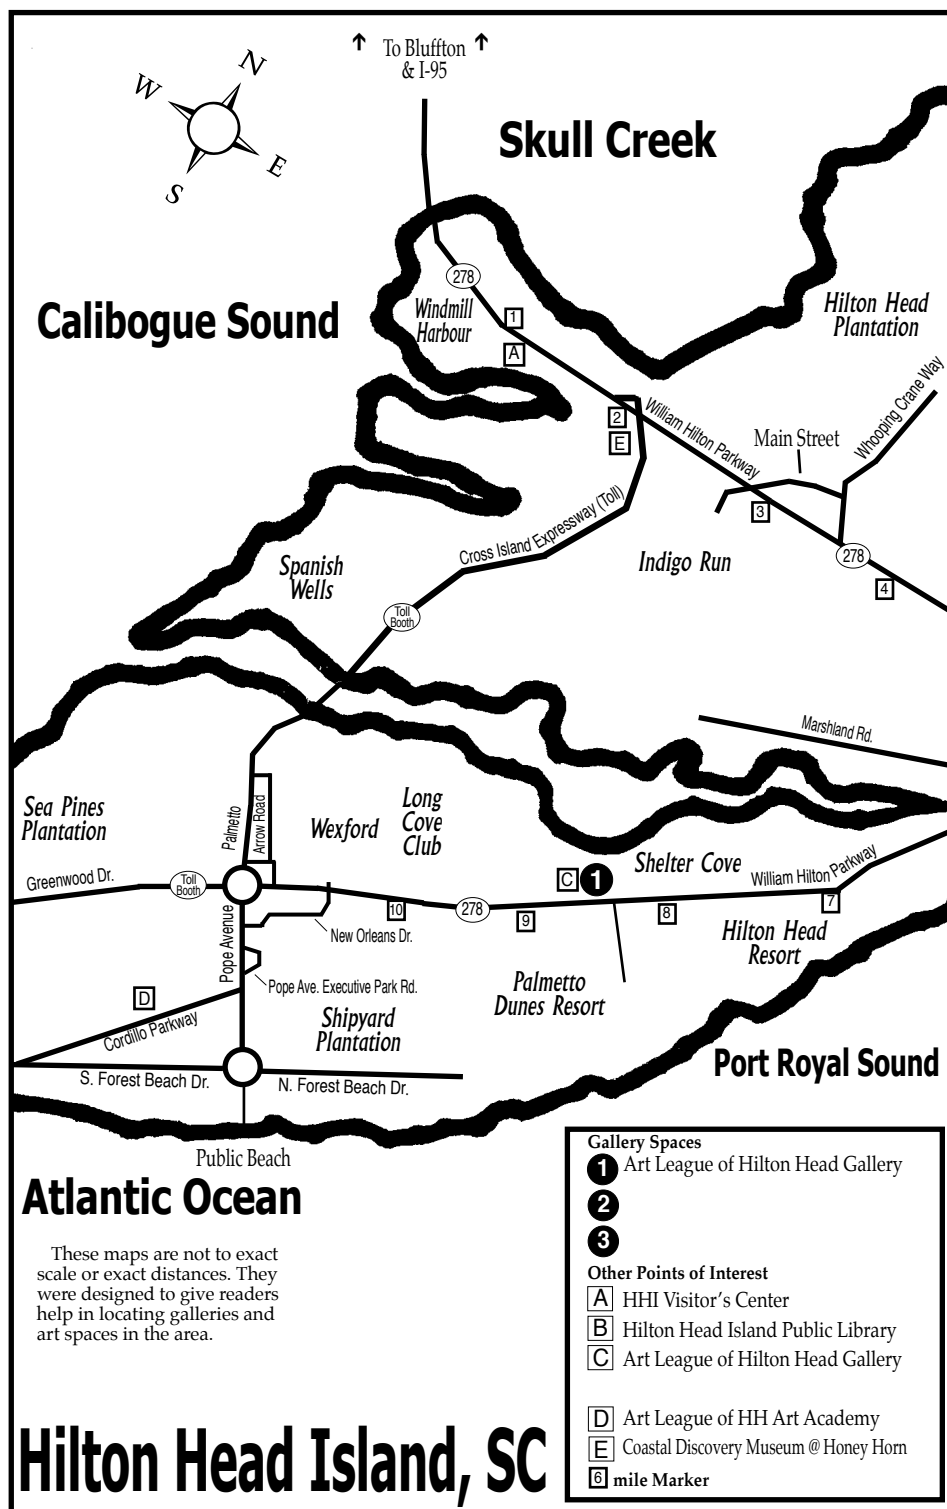 To Bluffton
& I-95
N
W
E
S
Skull Creek
278
Calibogue Sound
Windmill
Harbour
1
A
Hilton Head
Plantation
2
E
William Hilton Parkway
Main Street
Whooping Crane Way
3
Cross Island Expressway (Toll)
Indigo Run
278
4
Spanish
Wells
Toll
Booth
Marshland Rd.
Sea Pines
Plantation
Palmetto
Arrow Road
Wexford
Long
Cove
Club
Shelter Cove
Greenwood Dr.
Toll
Booth
C
1
William Hilton Parkway
10
278
9
8
7
Pope Avenue
New Orleans Dr.
Hilton Head
Resort
Pope Ave. Executive Park Rd.
Palmetto
Dunes Resort
D
Cordillo Parkway
Shipyard
Plantation
Port Royal Sound
S. Forest Beach Dr.
N. Forest Beach Dr.
Public Beach
Atlantic Ocean
These maps are not to exact
scale or exact distances. They
were designed to give readers
help in locating galleries and
art spaces in the area.
Hilton Head Island, SC
Gallery Spaces
1 Art League of Hilton Head Gallery
2
3
Other Points of Interest
A HHI Visitor's Center
B Hilton Head Island Public Library
C Art League of Hilton Head Gallery
D Art League of HH Art Academy
E Coastal Discovery Museum @ Honey Horn
6 mile Marker